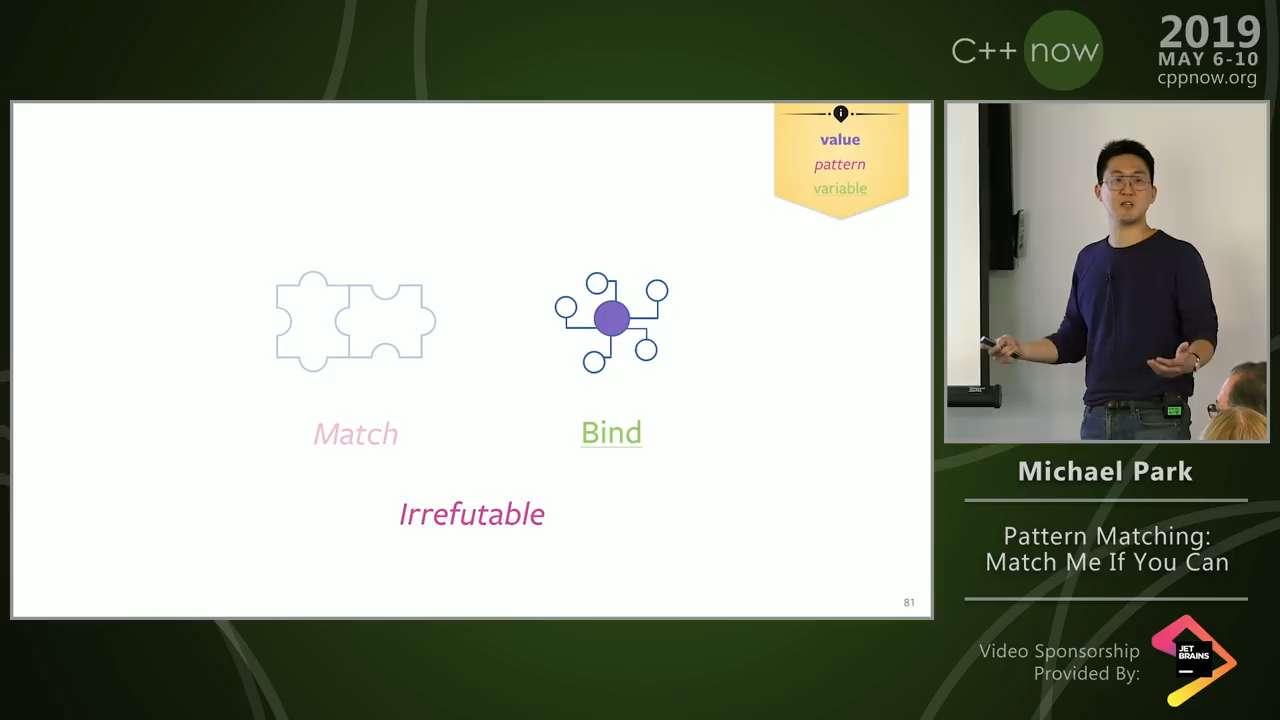 C++ now
2019
MAY 6-10
cppnow.org
value
pattern
variable
Match
Bind
Irrefutable
81
Michael Park
Pattern Matching:
Match Me If You Can
Video Sponsorship
Provided By:
JET
BRAINS